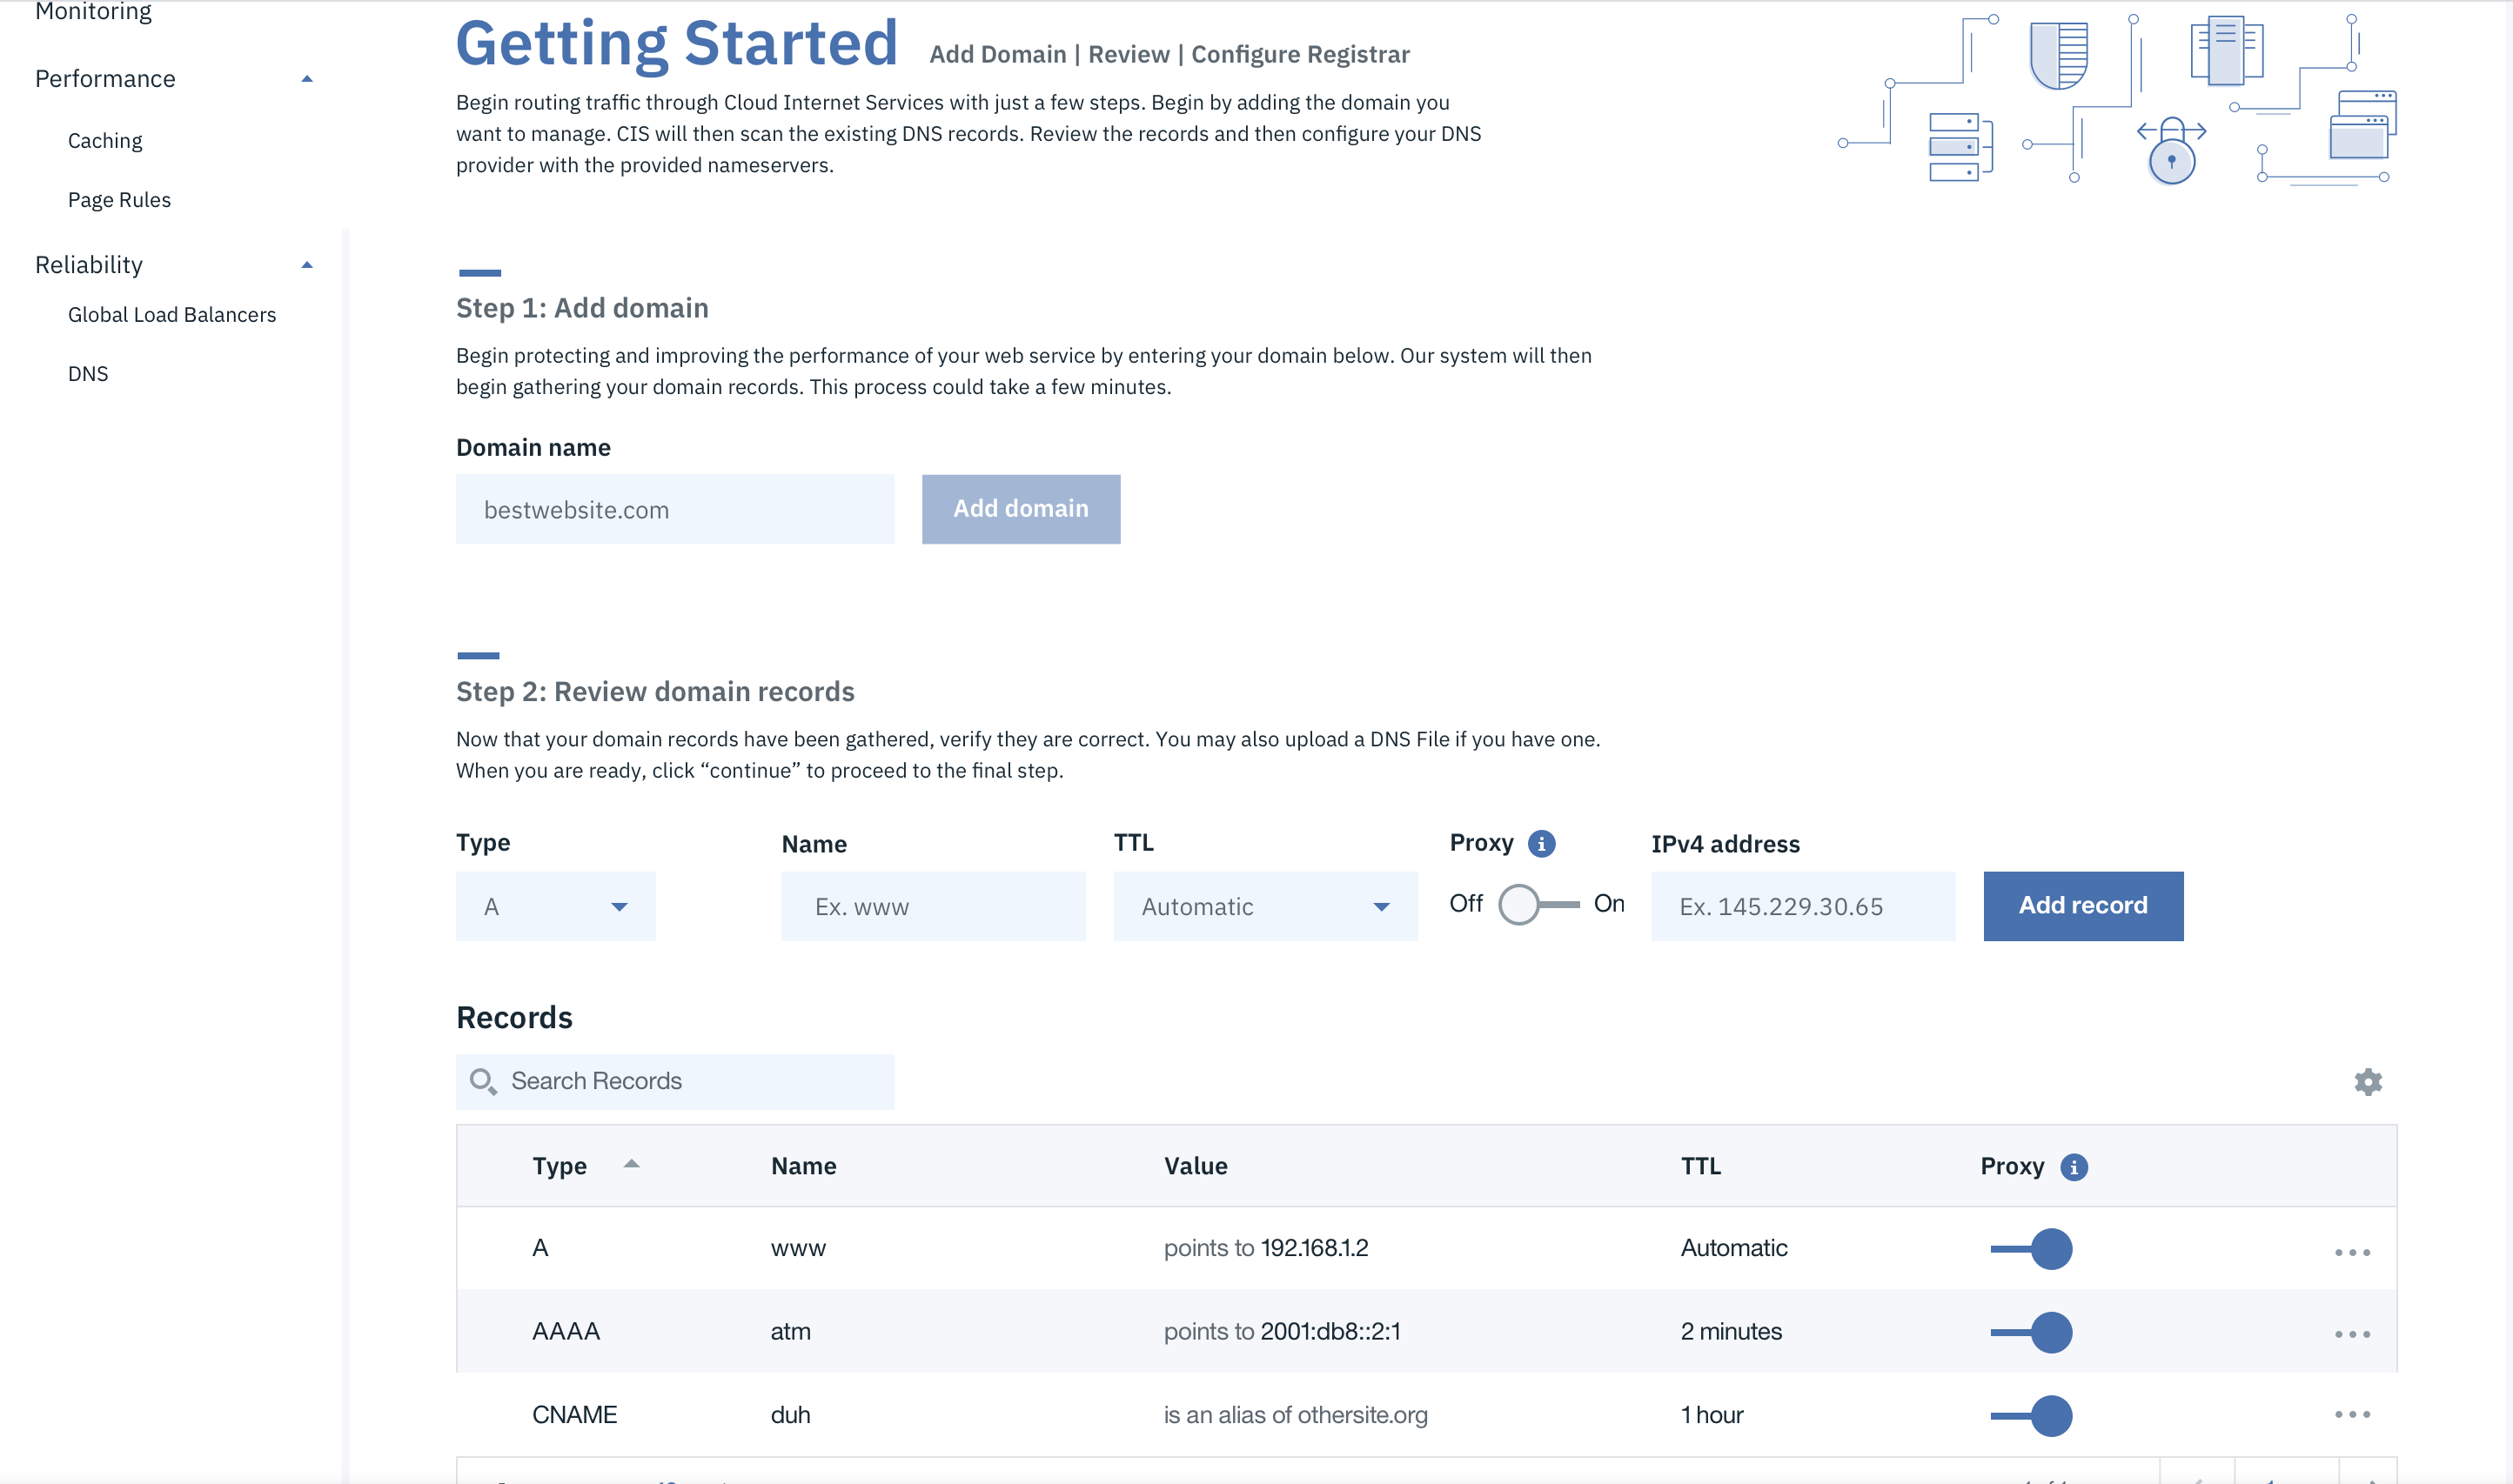 Monitoring
Performance
Caching
Page Rules
Reliability
Global Load Balancers
DNS
Getting Started Add Domain | Review | Configure Registrar
Begin routing traffic through Cloud Internet Services with just a few steps. Begin by adding the domain you
want to manage. CIS will then scan the existing DNS records. Review the records and then configure your DNS
provider with the provided nameservers.
Step 1: Add domain
Begin protecting and improving the performance of your web service by entering your domain below. Our system will then
begin gathering your domain records. This process could take a few minutes.
Domain name
bestwebsite.com Add domain
Step 2: Review domain records
Now that your domain records have been gathered, verify they are correct. You may also upload a DNS File if you have one.
When you are ready, click “continue” to proceed to the final step.
Type Name TTL Proxy i IPv4 address
A Ex. www Automatic Off On Ex. 145.229.30.65 Add record
Records
Search Records
Type Name Value TTL Proxy i
A www points to 192.168.1.2 Automatic
AAAA atm points to 2001:db8::2:1 2 minutes
CNAME duh is an alias of othersite.org 1 hour